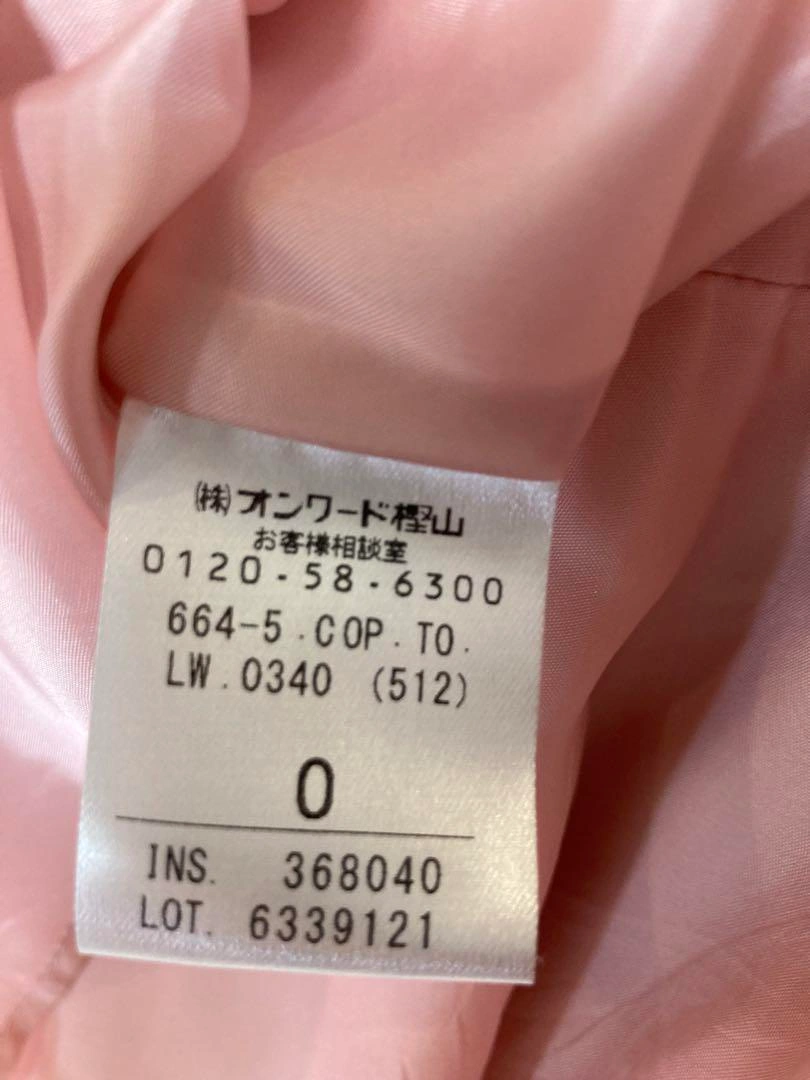 (株)オンワード樫山
お客様相談室
0120-58-6300
664-5.COP.TO.
LW.0340 (512)
0
INS. 368040
LOT. 6339121